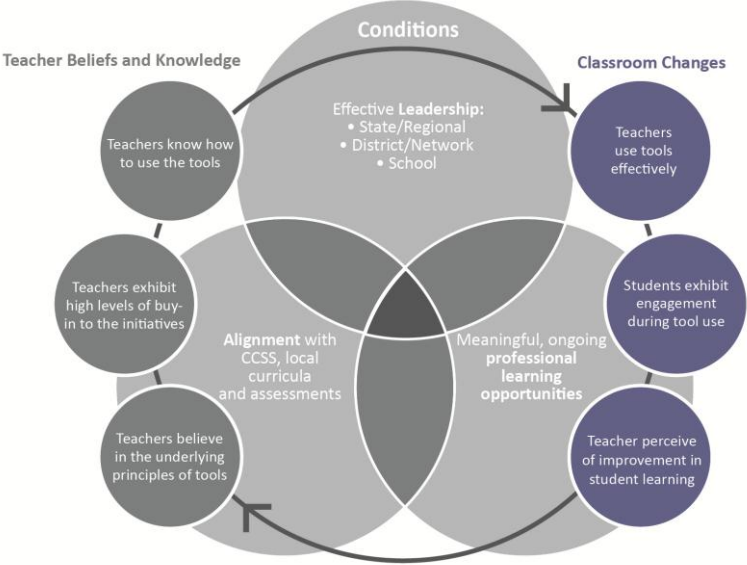 Conditions
Teacher Beliefs and Knowledge
Classroom Changes
Effective Leadership:
• State/Regional
• District/Network
• School
Teachers know how
to use the tools
Teachers
use tools
effectively
Teachers exhibit
high levels of buy-
in to the initiatives
Students exhibit
engagement
during tool use
Alignment with
CCSS, local
curricula
and assessments
Meaningful, ongoing
professional
learning
opportunities
Teachers believe
in the underlying
principles of tools
Teacher perceive
of improvement in
student learning